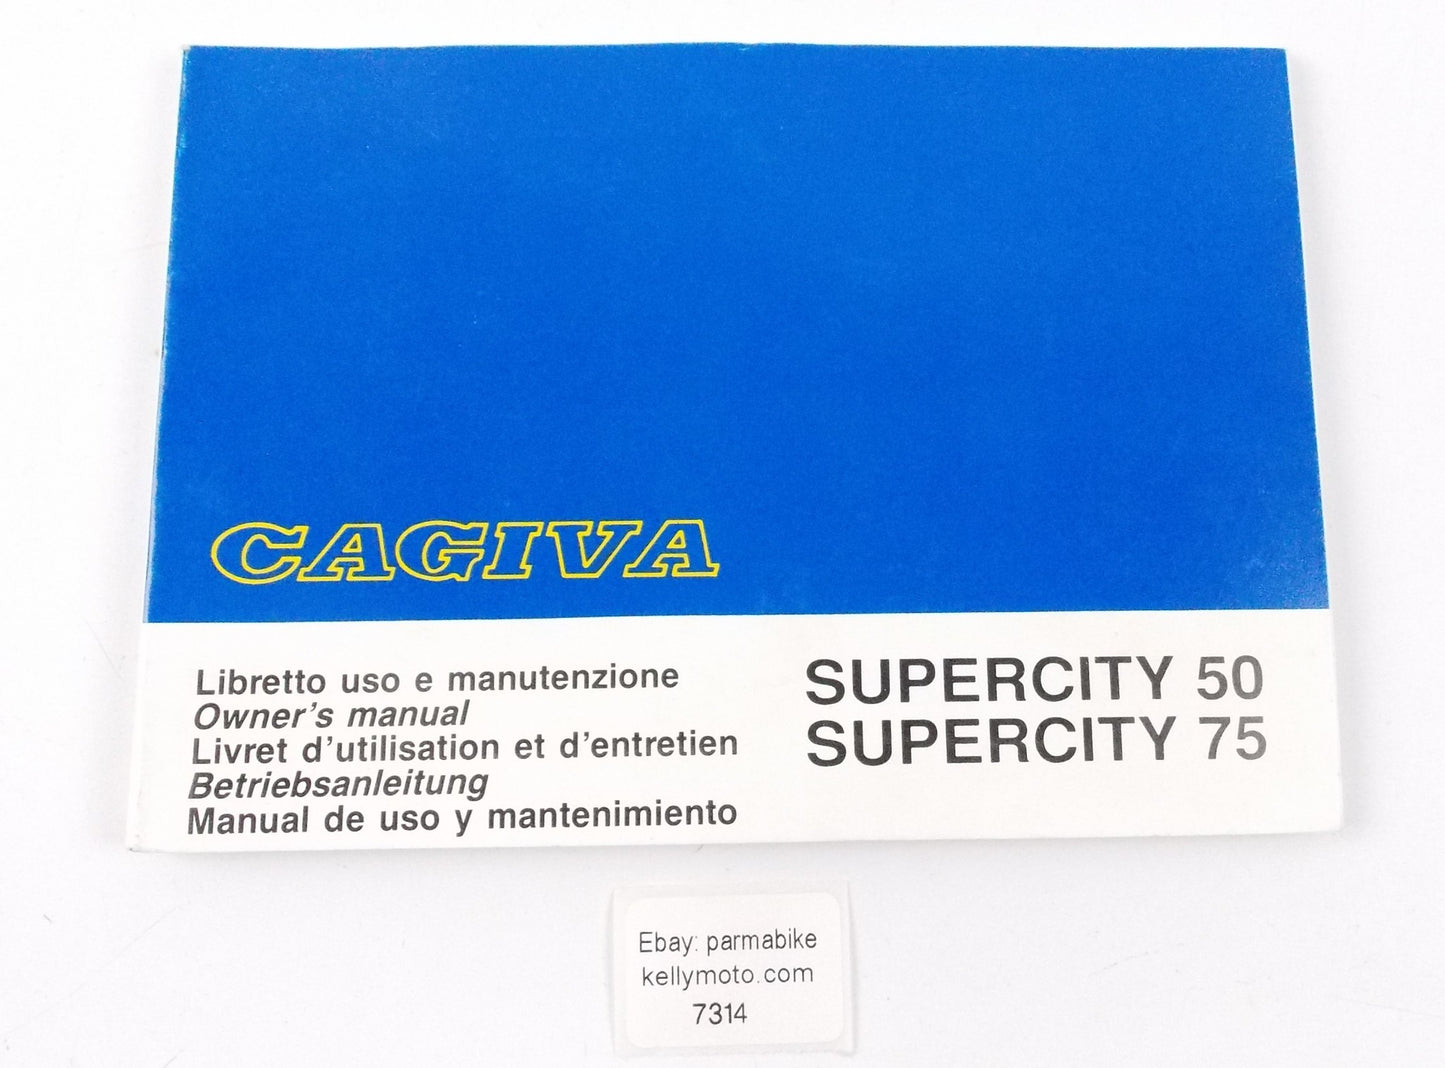 CAGIVA
Libretto uso e manutenzione
Owner's manual
Livret d'utilisation et d'entretien
Betriebsanleitung
Manual de uso y mantenimiento
SUPERCITY 50
SUPERCITY 75
Ebay: parmabike
kellymoto.com
7314